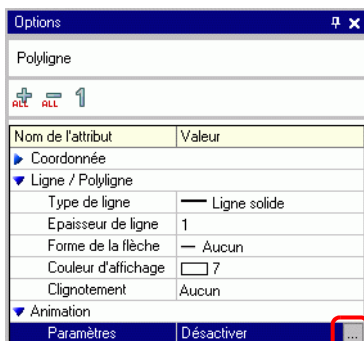 Options
Polyligne
ALL ALL 1
Nom de l'attribut Valeur
Coordonnée
Ligne / Polyligne
Type de ligne Ligne solide
Epaisseur de ligne 1
Forme de la flèche Aucun
Couleur d'affichage 7
Clignotement Aucun
Animation
Paramètres Désactiver ...